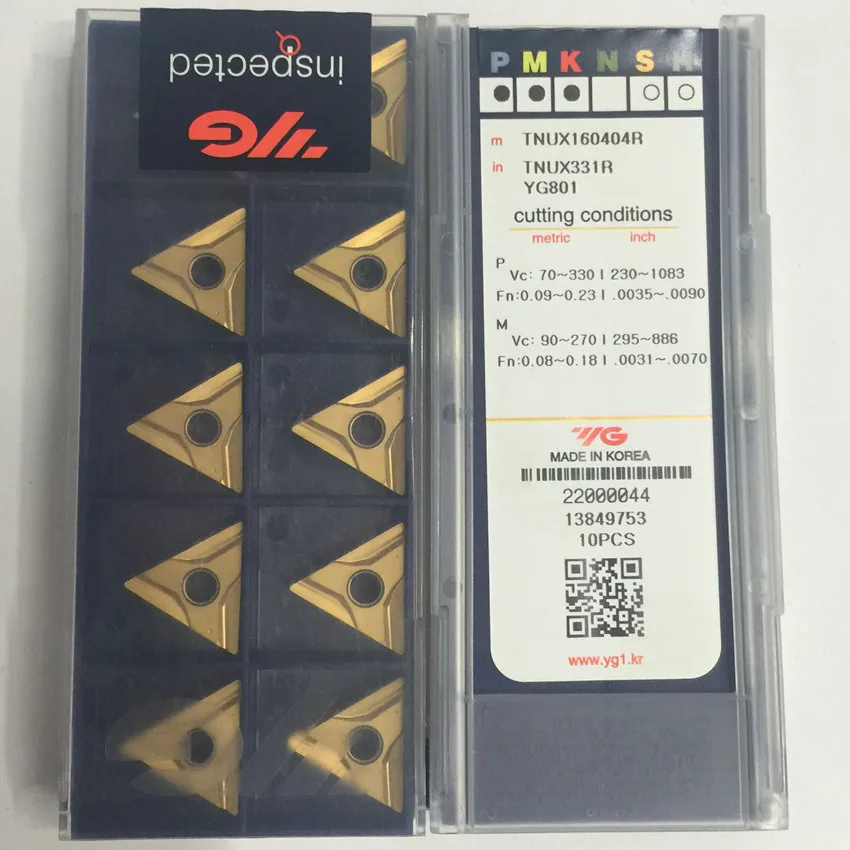 inspected
YG
P M K N S H
m TNUX160404R
in TNUX331R
YG801
cutting conditions
metric inch
P
Vc: 70~330 | 230~1083
Fn:0.09~0.23 | .0035~.0090
M
Vc: 90~270 | 295~886
Fn:0.08~0.18 | .0031~.0070
YG
MADE IN KOREA
22000044
13849753
10PCS
www.yg1.kr